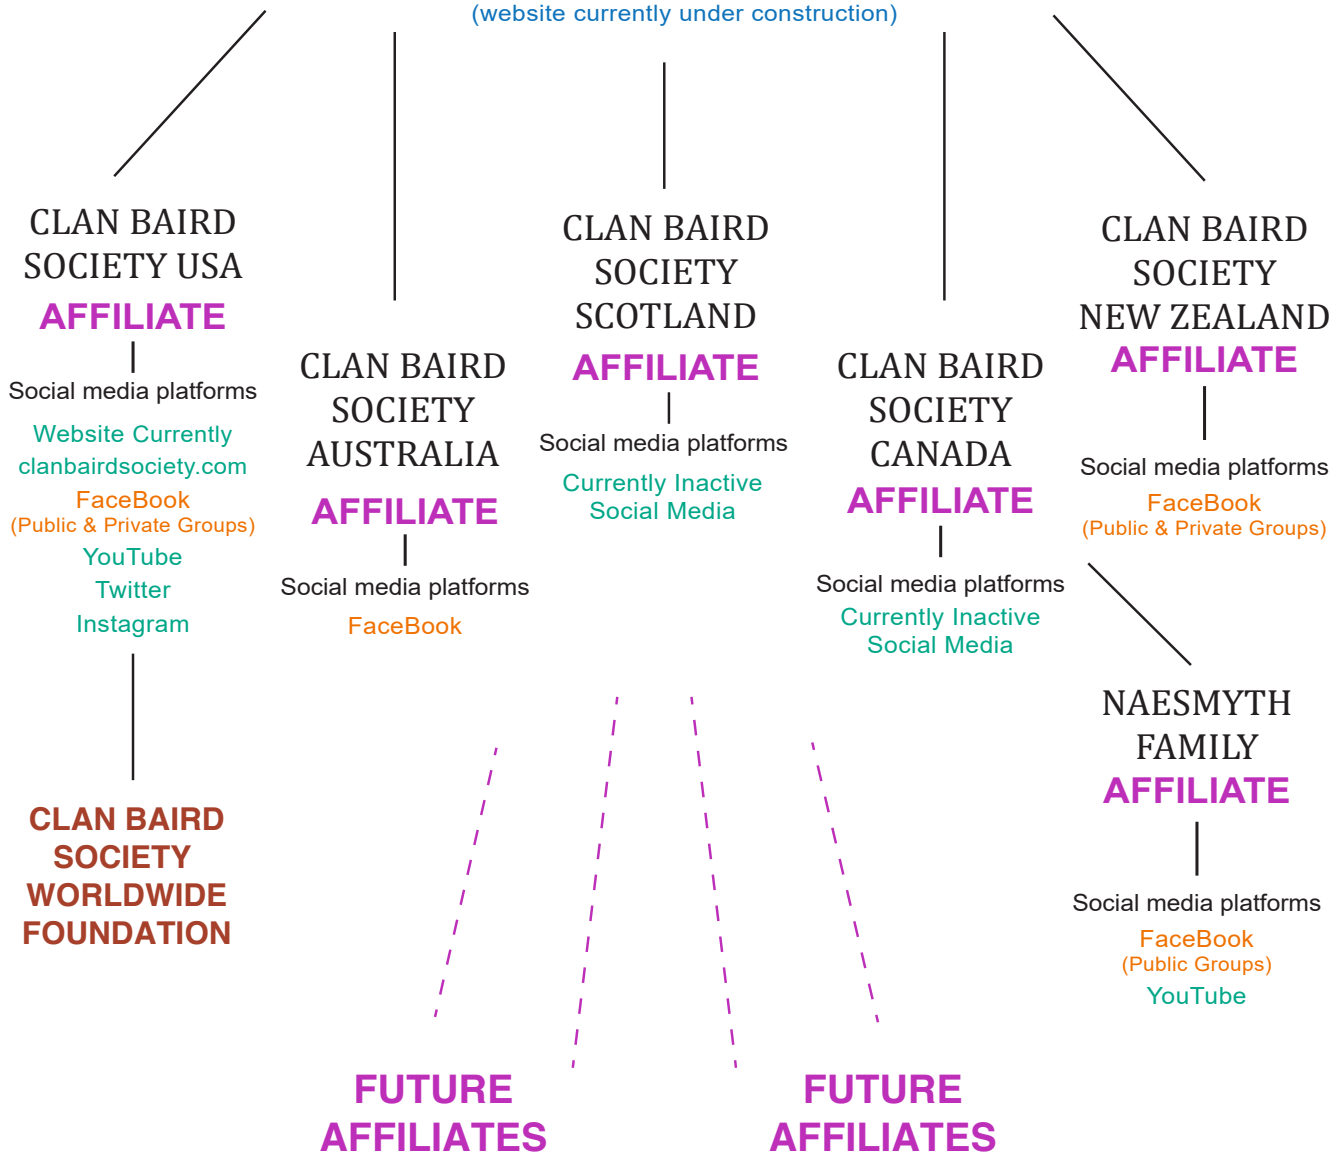 (website currently under construction)
CLAN BAIRD
SOCIETY USA
AFFILIATE
Social media platforms
Website Currently
clanbairdsociety.com
FaceBook
(Public & Private Groups)
YouTube
Twitter
Instagram
CLAN BAIRD
SOCIETY
WORLDWIDE
FOUNDATION
CLAN BAIRD
SOCIETY
AUSTRALIA
AFFILIATE
Social media platforms
FaceBook
CLAN BAIRD
SOCIETY
SCOTLAND
AFFILIATE
Social media platforms
Currently Inactive
Social Media
CLAN BAIRD
SOCIETY
CANADA
AFFILIATE
Social media platforms
Currently Inactive
Social Media
CLAN BAIRD
SOCIETY
NEW ZEALAND
AFFILIATE
Social media platforms
FaceBook
(Public & Private Groups)
NAESMYTH
FAMILY
AFFILIATE
Social media platforms
FaceBook
(Public Groups)
YouTube
FUTURE
AFFILIATES
FUTURE
AFFILIATES